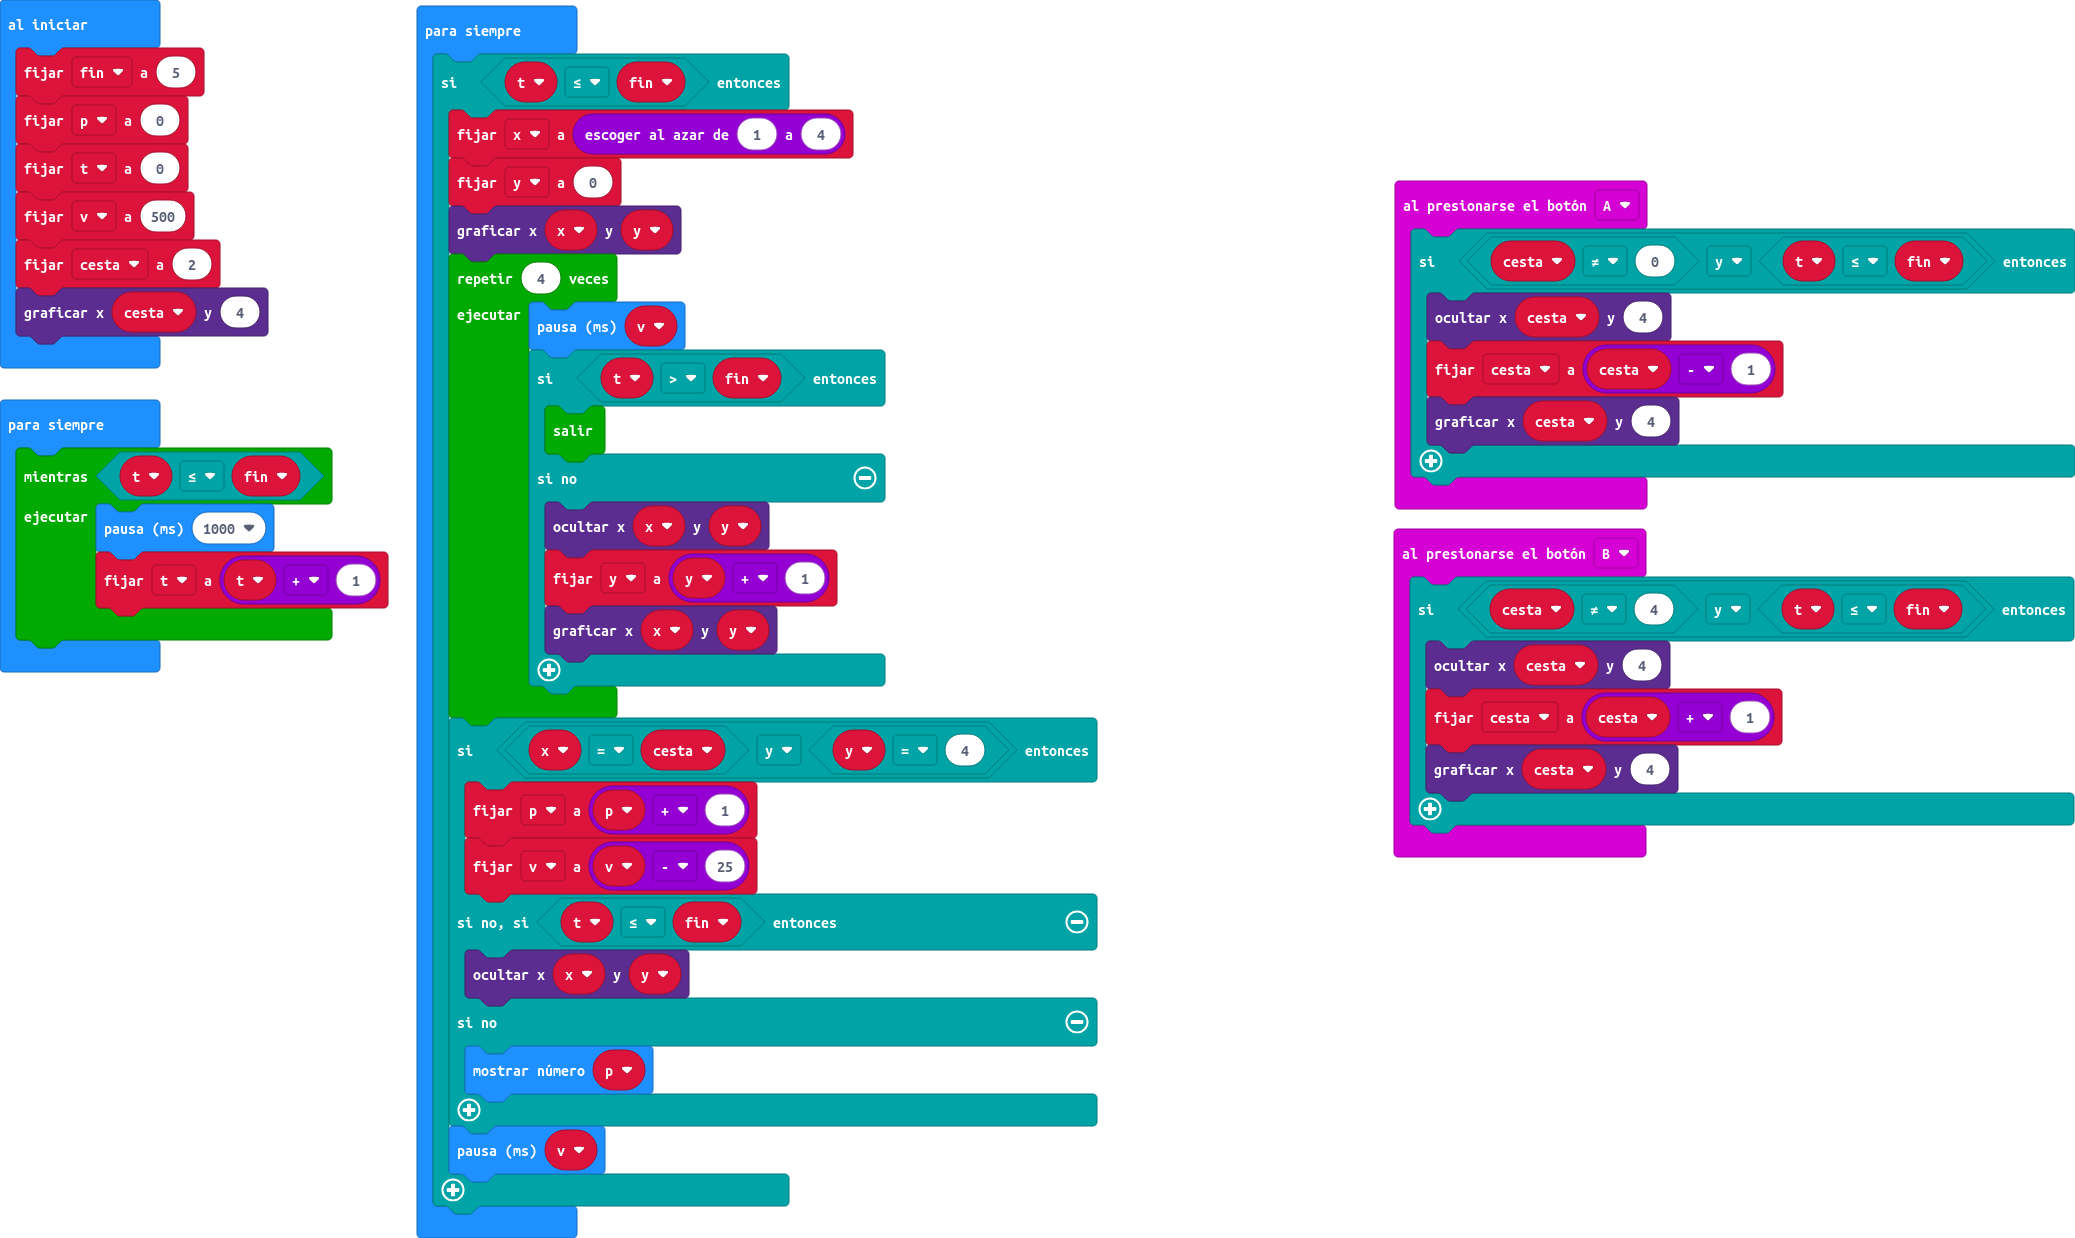 al iniciar
fijar fin a 5
fijar p a 0
fijar t a 0
fijar v a 500
fijar cesta a 2
graficar x cesta y 4
para siempre
mientras t ≤ fin
ejecutar
pausa (ms) 1000
fijar t a t + 1
para siempre
si t ≤ fin entonces
fijar x a escoger al azar de 1 a 4
fijar y a 0
graficar x x y y
repetir 4 veces
ejecutar
pausa (ms) v
si t > fin entonces
salir
si no
ocultar x x y y
fijar y a y + 1
graficar x x y y
si x = cesta y y = 4 entonces
fijar p a p + 1
fijar v a v - 25
si no, si t ≤ fin entonces
ocultar x x y y
si no
mostrar número p
pausa (ms) v
al presionarse el botón A
si cesta ≠ 0 y t ≤ fin entonces
ocultar x cesta y 4
fijar cesta a cesta - 1
graficar x cesta y 4
al presionarse el botón B
si cesta ≠ 4 y t ≤ fin entonces
ocultar x cesta y 4
fijar cesta a cesta + 1
graficar x cesta y 4